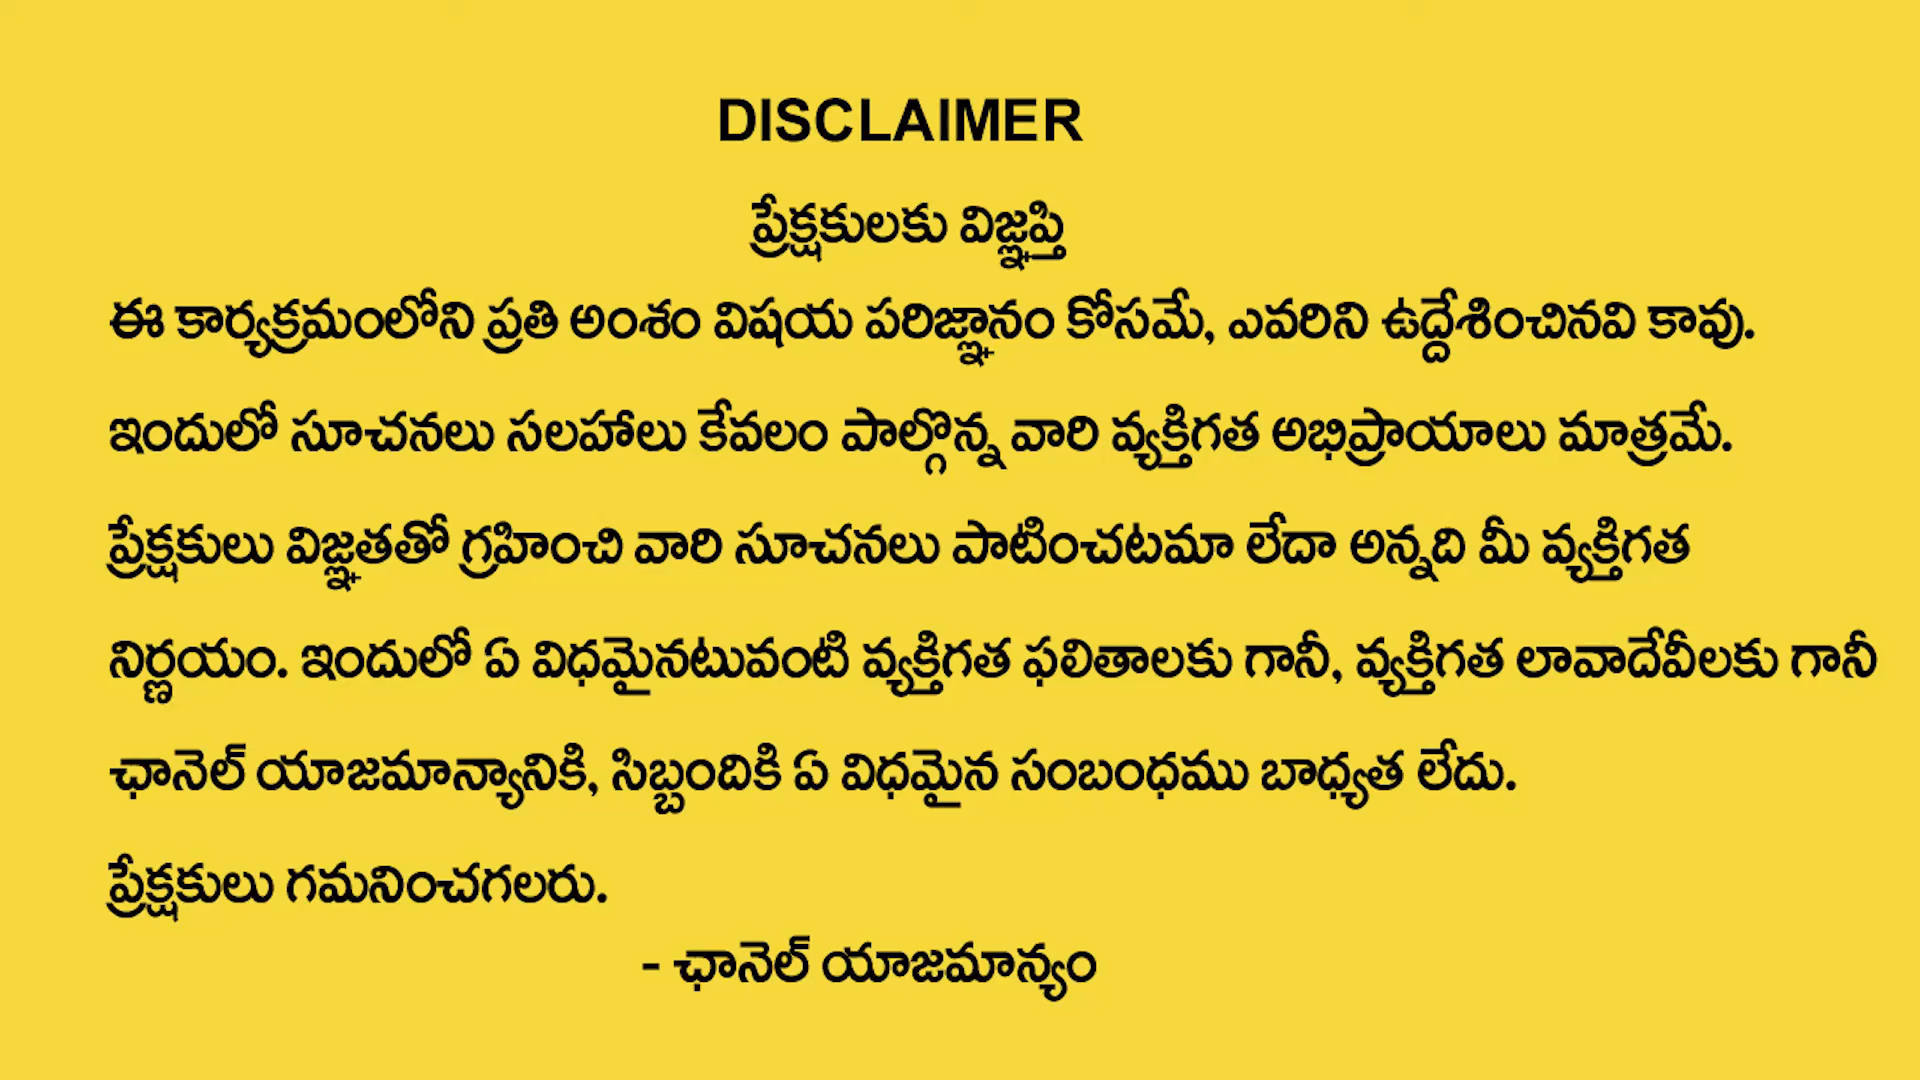 DISCLAIMER
ప్రేక్షకులకు విజ్ఞప్తి
ఈ కార్యక్రమంలోని ప్రతి అంశం విషయ పరిజ్ఞానం కోసమే, ఎవరిని ఉద్దేశించినవి కావు.
ఇందులో సూచనలు సలహాలు కేవలం పాల్గొన్న వారి వ్యక్తిగత అభిప్రాయాలు మాత్రమే.
ప్రేక్షకులు విజ్ఞతతో గ్రహించి వారి సూచనలు పాటించటమా లేదా అన్నది మీ వ్యక్తిగత
నిర్ణయం. ఇందులో ఏ విధమైనటువంటి వ్యక్తిగత ఫలితాలకు గానీ, వ్యక్తిగత లావాదేవీలకు గానీ
ఛానెల్ యాజమాన్యానికి, సిబ్బందికి ఏ విధమైన సంబంధము బాధ్యత లేదు.
ప్రేక్షకులు గమనించగలరు.
- ఛానెల్ యాజమాన్యం